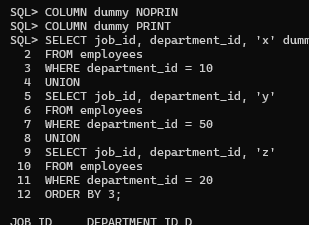 SQL> COLUMN dummy NOPRIN
SQL> COLUMN dummy PRINT
SQL> SELECT job_id, department_id, 'x' dumm
2 FROM employees
3 WHERE department_id = 10
4 UNION
5 SELECT job_id, department_id, 'y'
6 FROM employees
7 WHERE department_id = 50
8 UNION
9 SELECT job_id, department_id, 'z'
10 FROM employees
11 WHERE department_id = 20
12 ORDER BY 3;
JOB_ID DEPARTMENT_ID D